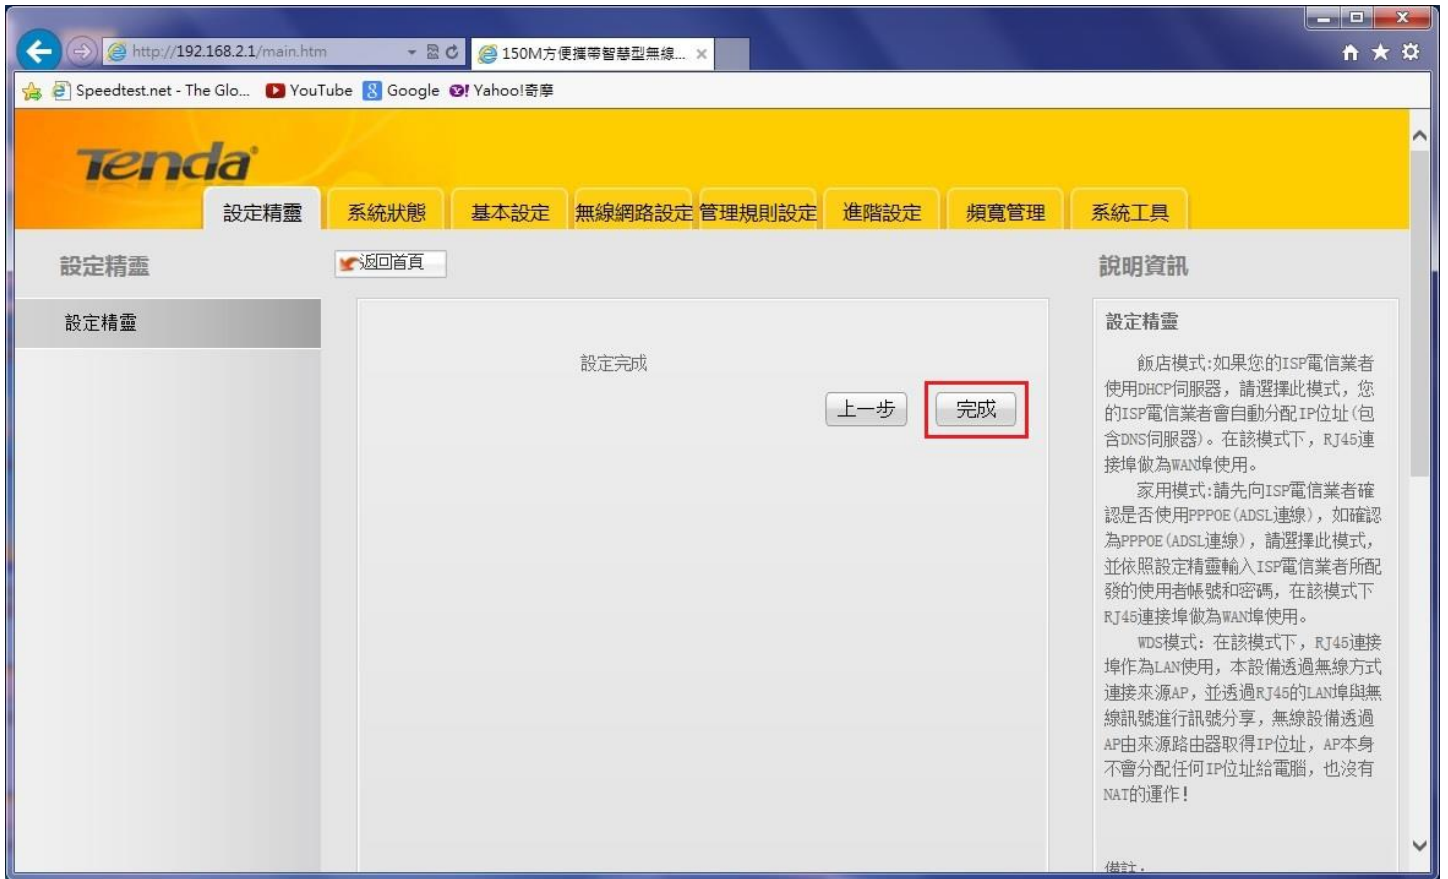 http://192.168.2.1/main.htm
150M方便攜帶智慧型無線...
Speedtest.net - The Glo...
YouTube
Google
Yahoo!奇摩
Tenda
設定精靈
系統狀態
基本設定
無線網路設定
管理規則設定
進階設定
頻寬管理
系統工具
設定精靈
設定精靈
返回首頁
設定完成
上一步
完成
說明資訊
設定精靈
飯店模式:如果您的ISP電信業者
使用DHCP伺服器，請選擇此模式，您
的ISP電信業者會自動分配IP位址(包
含DNS伺服器)。在該模式下，RJ45連
接埠做為WAN埠使用。
家用模式:請先向ISP電信業者確
認是否使用PPPOE(ADSL連線)，如確認
為PPPOE(ADSL連線)，請選擇此模式，
並依照設定精靈輸入ISP電信業者所配
發的使用者帳號和密碼，在該模式下
RJ45連接埠做為WAN埠使用。
WDS模式：在該模式下，RJ45連接
埠作為LAN使用，本設備透過無線方式
連接來源AP，並透過RJ45的LAN埠與無
線訊號進行訊號分享，無線設備透過
AP由來源路由器取得IP位址，AP本身
不會分配任何IP位址給電腦，也沒有
NAT的運作!
備註: